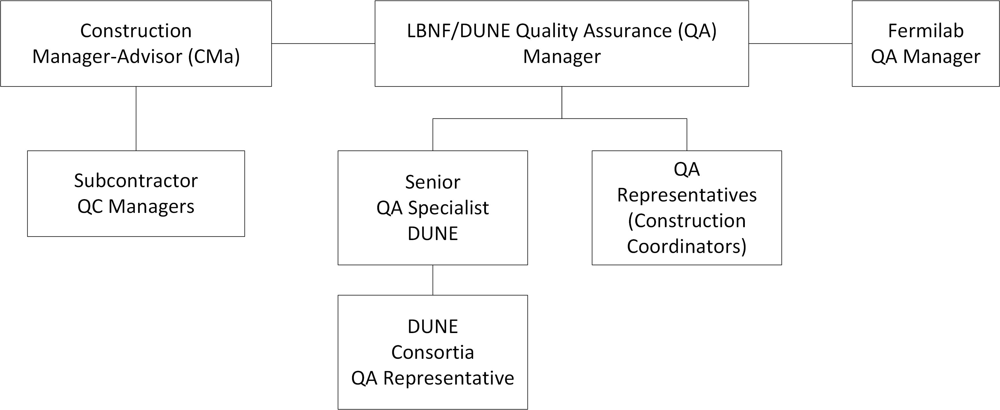 Construction
Manager-Advisor (CMa)
LBNF/DUNE Quality Assurance (QA)
Manager
Fermilab
QA Manager
Subcontractor
QC Managers
Senior
QA Specialist
DUNE
QA
Representatives
(Construction
Coordinators)
DUNE
Consortia
QA Representative